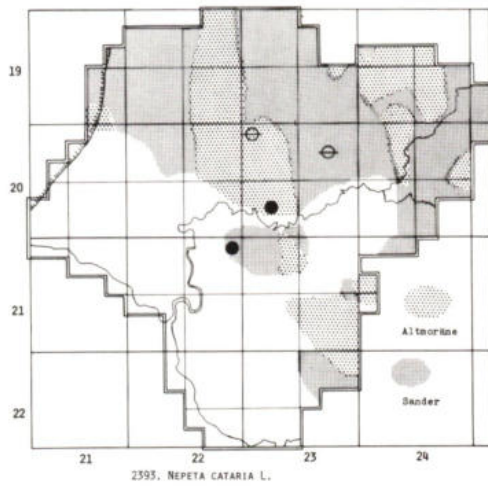 19
20
21
22
Altmoräne
Sander
21 22 23 24
2393. NEPETA CATARIA L.